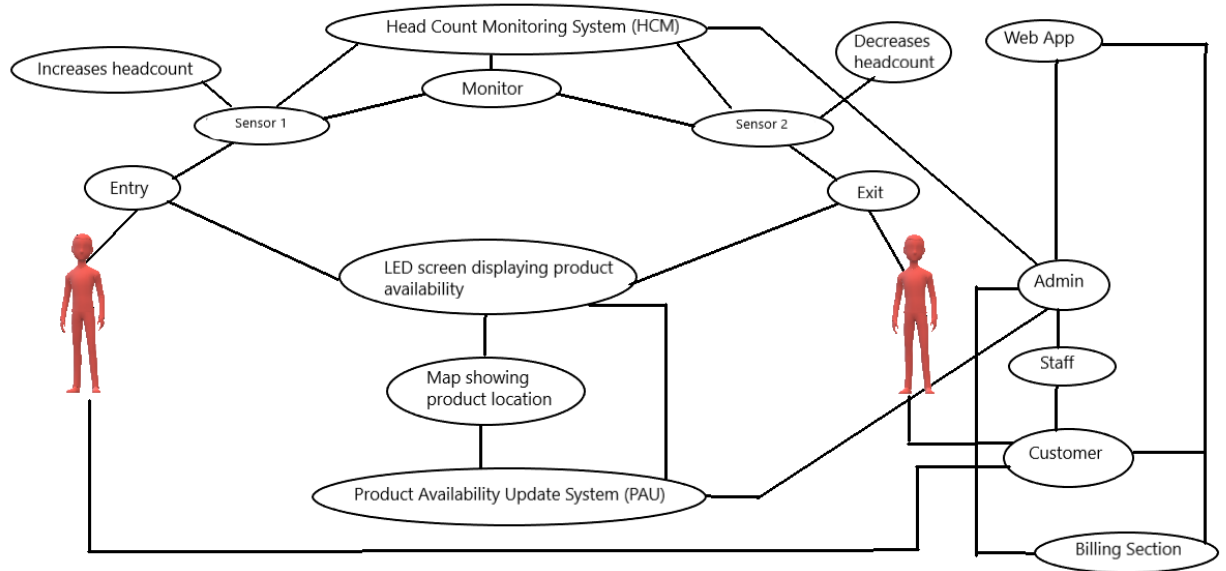 Head Count Monitoring System (HCM)
Increases headcount
Decreases
headcount
Web App
Monitor
Sensor 1
Sensor 2
Entry
Exit
LED screen displaying product
availability
Admin
Map showing
product location
Staff
Customer
Product Availability Update System (PAU)
Billing Section